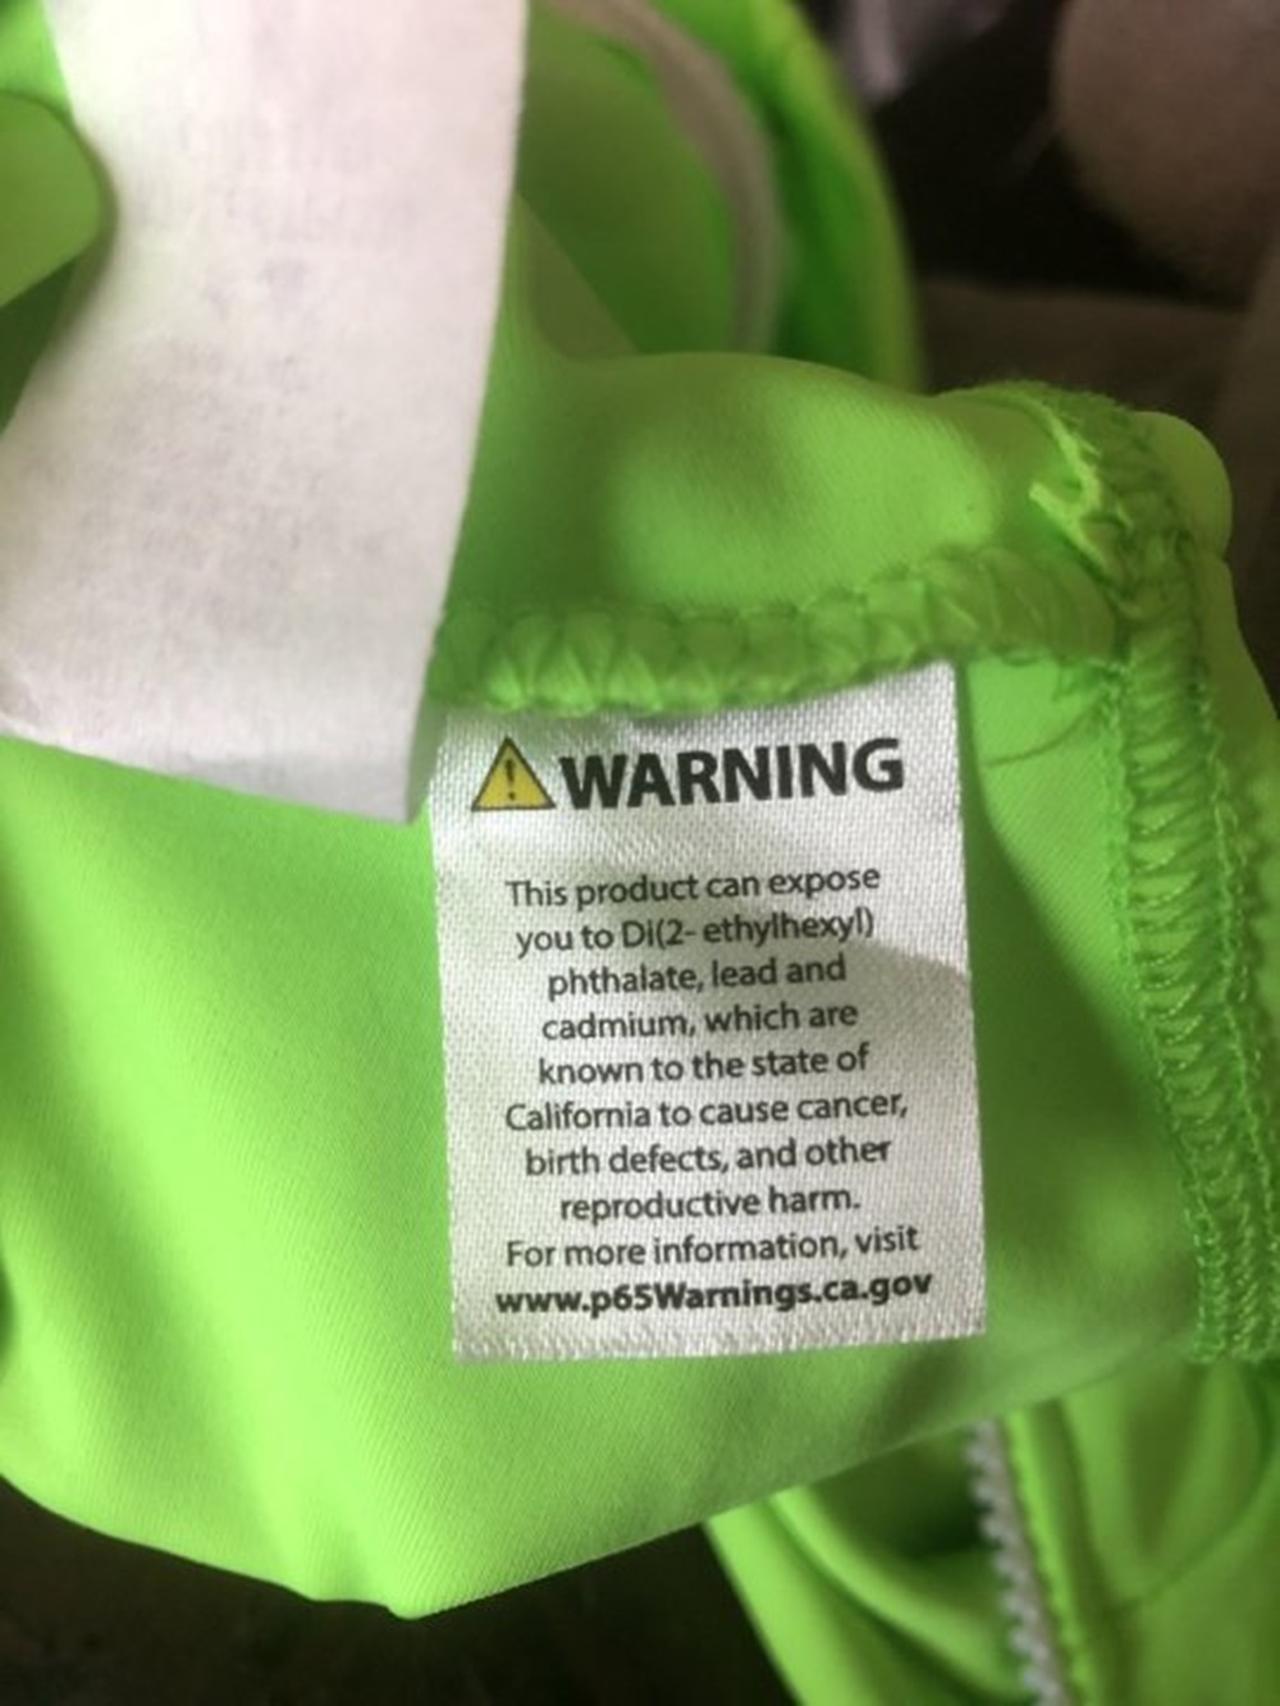 WARNING
This product can expose
you to Di(2- ethylhexyl)
phthalate, lead and
cadmium, which are
known to the state of
California to cause cancer,
birth defects, and other
reproductive harm.
For more information, visit
www.p65Warnings.ca.gov